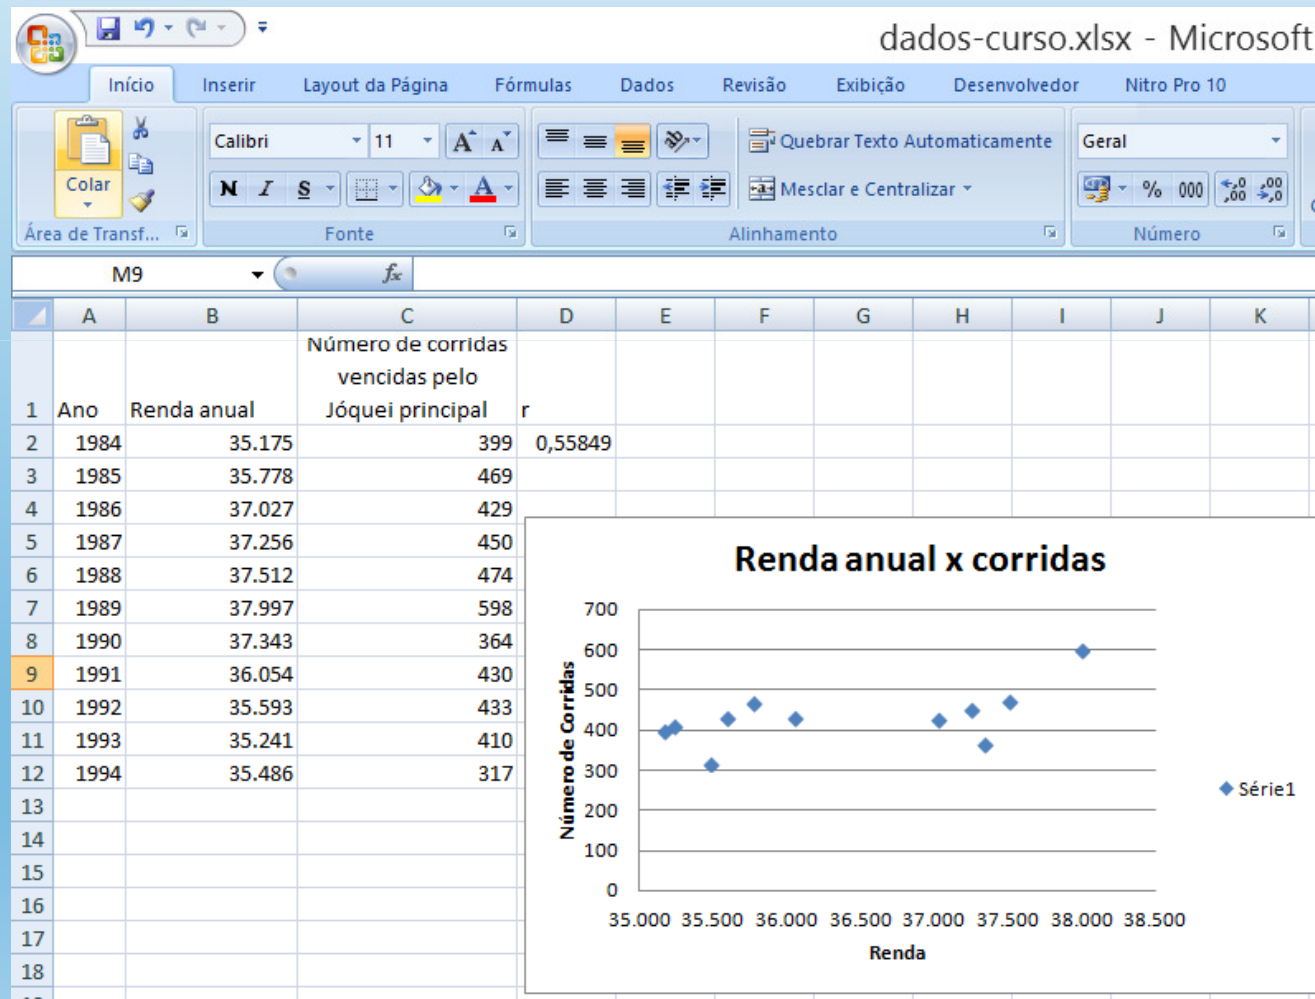 dados-curso.xlsx - Microsoft
Início Inserir Layout da Página Fórmulas Dados Revisão Exibição Desenvolvedor Nitro Pro 10
Calibri 11 Quebrar Texto Automaticamente Geral
Colar N I S Mesclar e Centralizar % 000
Área de Transf... Fonte Alinhamento Número
M9 fx
A B C D E F G H I J K
Número de corridas
vencidas pelo
1 Ano Renda anual Jóquei principal r
2 1984 35.175 399 0,55849
3 1985 35.778 469
4 1986 37.027 429
5 1987 37.256 450
6 1988 37.512 474
7 1989 37.997 598
8 1990 37.343 364
9 1991 36.054 430
10 1992 35.593 433
11 1993 35.241 410
12 1994 35.486 317
13
14
15
16
17
18
Renda anual x corridas
Número de Corridas
700
600
500
400
300
200
100
0
35.000 35.500 36.000 36.500 37.000 37.500 38.000 38.500
Renda
Série1